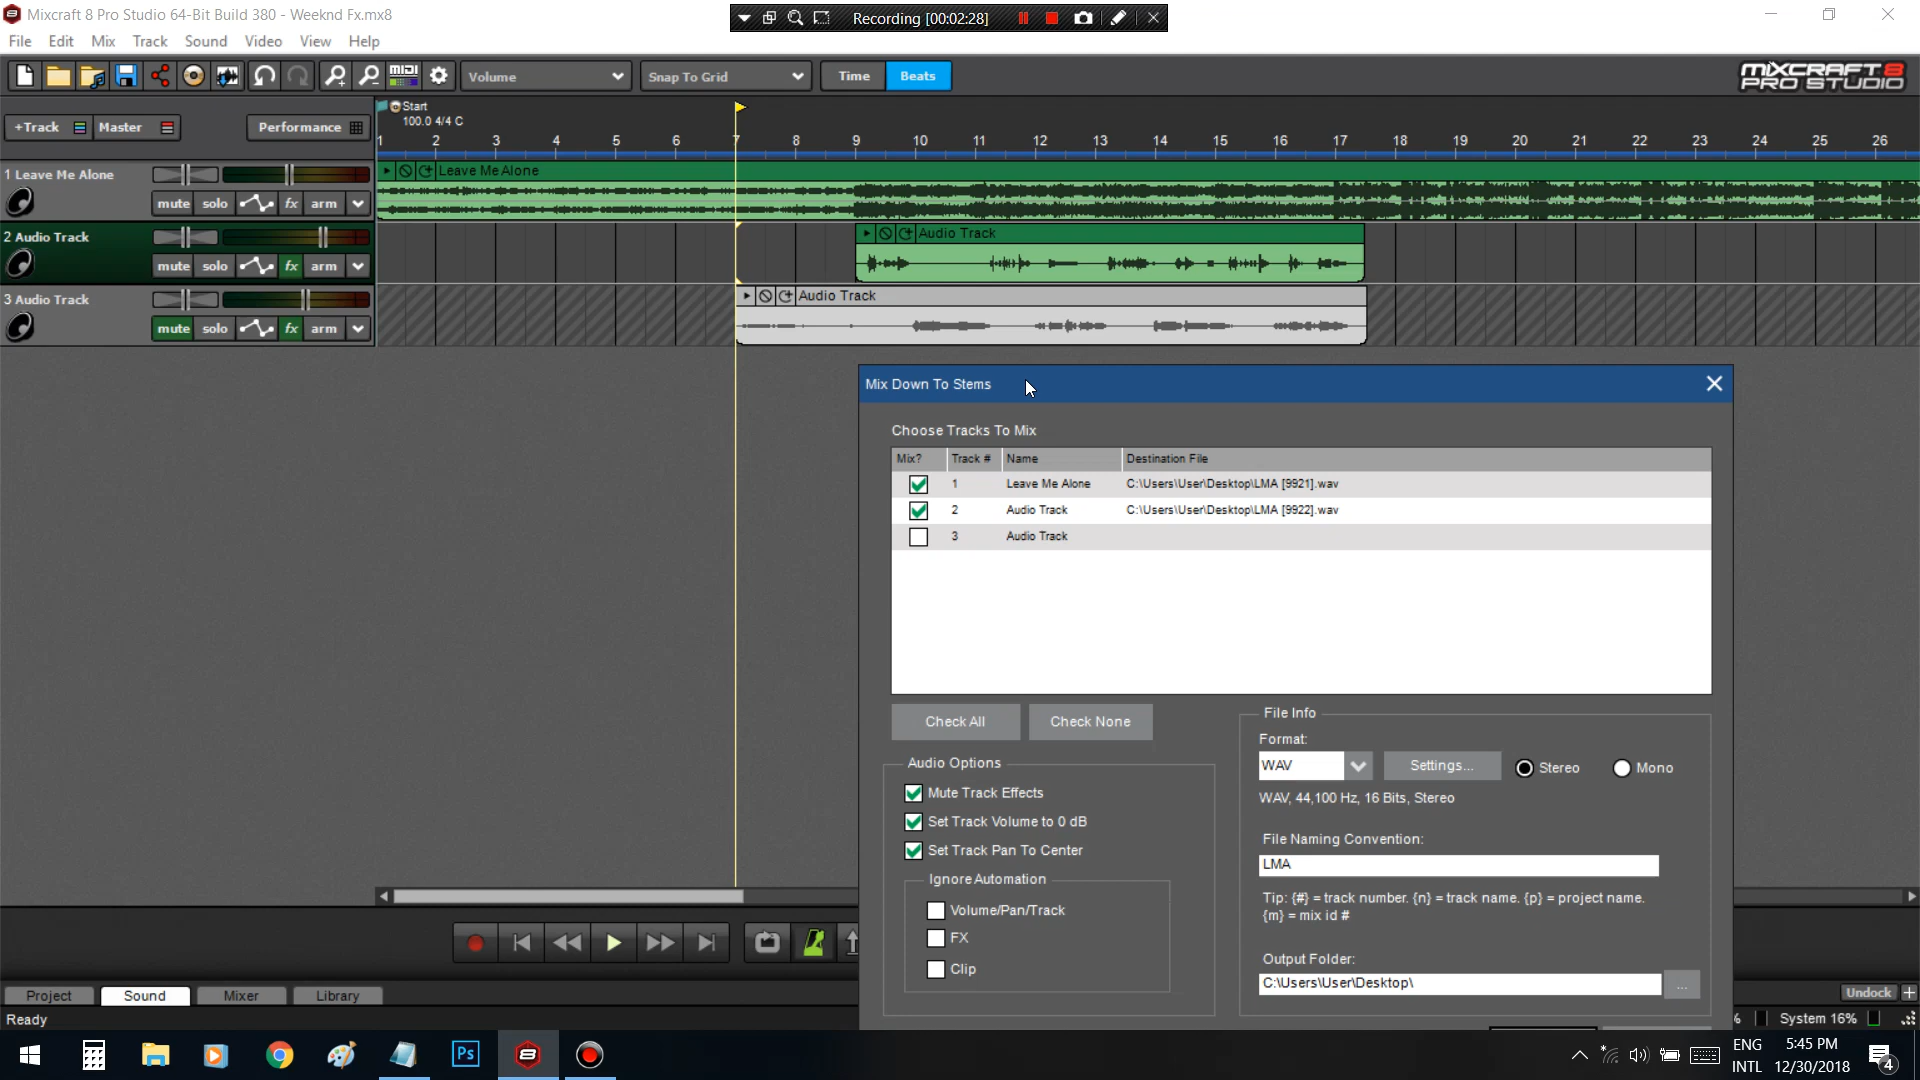 Mixcraft 8 Pro Studio 64-Bit Build 380 - Weeknd Fx.mx8
Recording [00:02:28]
File Edit Mix Track Sound Video View Help
MIDI
Volume
Snap To Grid
Time
Beats
MIXCRAFT 8
PRO STUDIO
+Track
Master
Performance
Start
100.0 4/4 C
1 2 3 4 5 6 7 8 9 10 11 12 13 14 15 16 17 18 19 20 21 22 23 24 25 26
1 Leave Me Alone
Leave Me Alone
mute solo fx arm
2 Audio Track
Audio Track
mute solo fx arm
3 Audio Track
Audio Track
mute solo fx arm
Mix Down To Stems
Choose Tracks To Mix
Mix? Track # Name Destination File
1 Leave Me Alone C:\Users\User\Desktop\LMA [9921].wav
2 Audio Track C:\Users\User\Desktop\LMA [9922].wav
3 Audio Track
Check All
Check None
Audio Options
Mute Track Effects
Set Track Volume to 0 dB
Set Track Pan To Center
Ignore Automation
Volume/Pan/Track
FX
Clip
File Info
Format:
WAV
Settings...
Stereo
Mono
WAV, 44,100 Hz, 16 Bits, Stereo
File Naming Convention:
LMA
Tip: {#} = track number. {n} = track name. {p} = project name.
{m} = mix id #
Output Folder:
C:\Users\User\Desktop\
...
Project Sound Mixer Library
Undock +
Ready
% System 16%
Ps
8
ENG
INTL
5:45 PM
12/30/2018
4